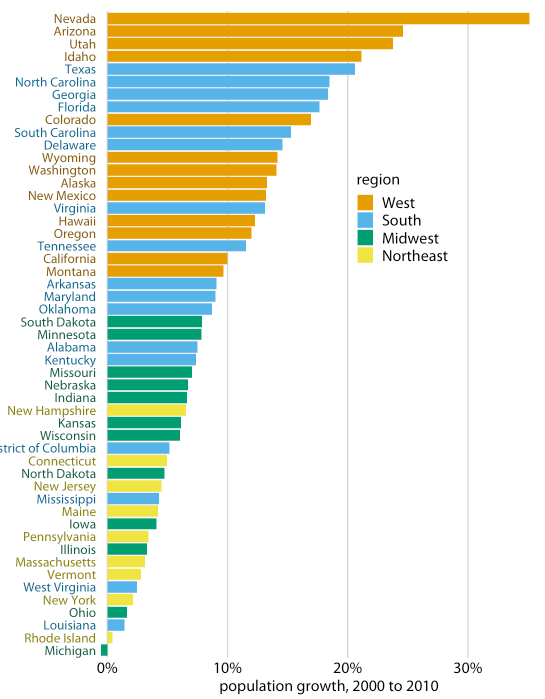 Nevada
Arizona
Utah
Idaho
Texas
North Carolina
Georgia
Florida
Colorado
South Carolina
Delaware
Wyoming
Washington
Alaska
New Mexico
Virginia
Hawaii
Oregon
Tennessee
California
Montana
Arkansas
Maryland
Oklahoma
South Dakota
Minnesota
Alabama
Kentucky
Missouri
Nebraska
Indiana
New Hampshire
Kansas
Wisconsin
strict of Columbia
Connecticut
North Dakota
New Jersey
Mississippi
Maine
Iowa
Pennsylvania
Illinois
Massachusetts
Vermont
West Virginia
New York
Ohio
Louisiana
Rhode Island
Michigan
region
West
South
Midwest
Northeast
0% 10% 20% 30%
population growth, 2000 to 2010